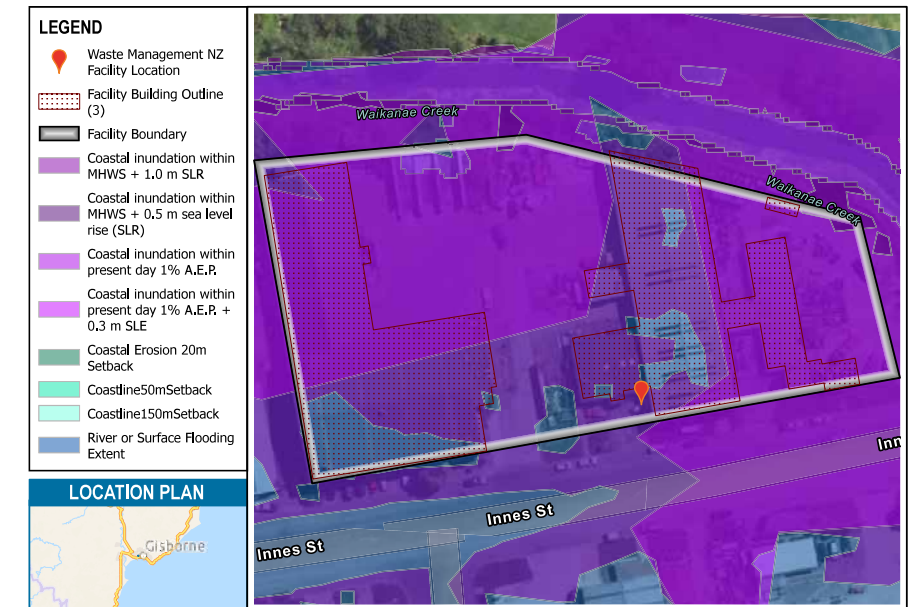 LEGEND
Waste Management NZ
Facility Location
Facility Building Outline
(3)
Facility Boundary
Coastal inundation within
MHWS + 1.0 m SLR
Coastal inundation within
MHWS + 0.5 m sea level
rise (SLR)
Coastal inundation within
present day 1% A.E.P.
Coastal inundation within
present day 1% A.E.P. +
0.3 m SLE
Coastal Erosion 20m
Setback
Coastline50mSetback
Coastline150mSetback
River or Surface Flooding
Extent
LOCATION PLAN
Gisborne
Waikanae Creek
Waikanae Creek
Inn
Innes St
Innes St